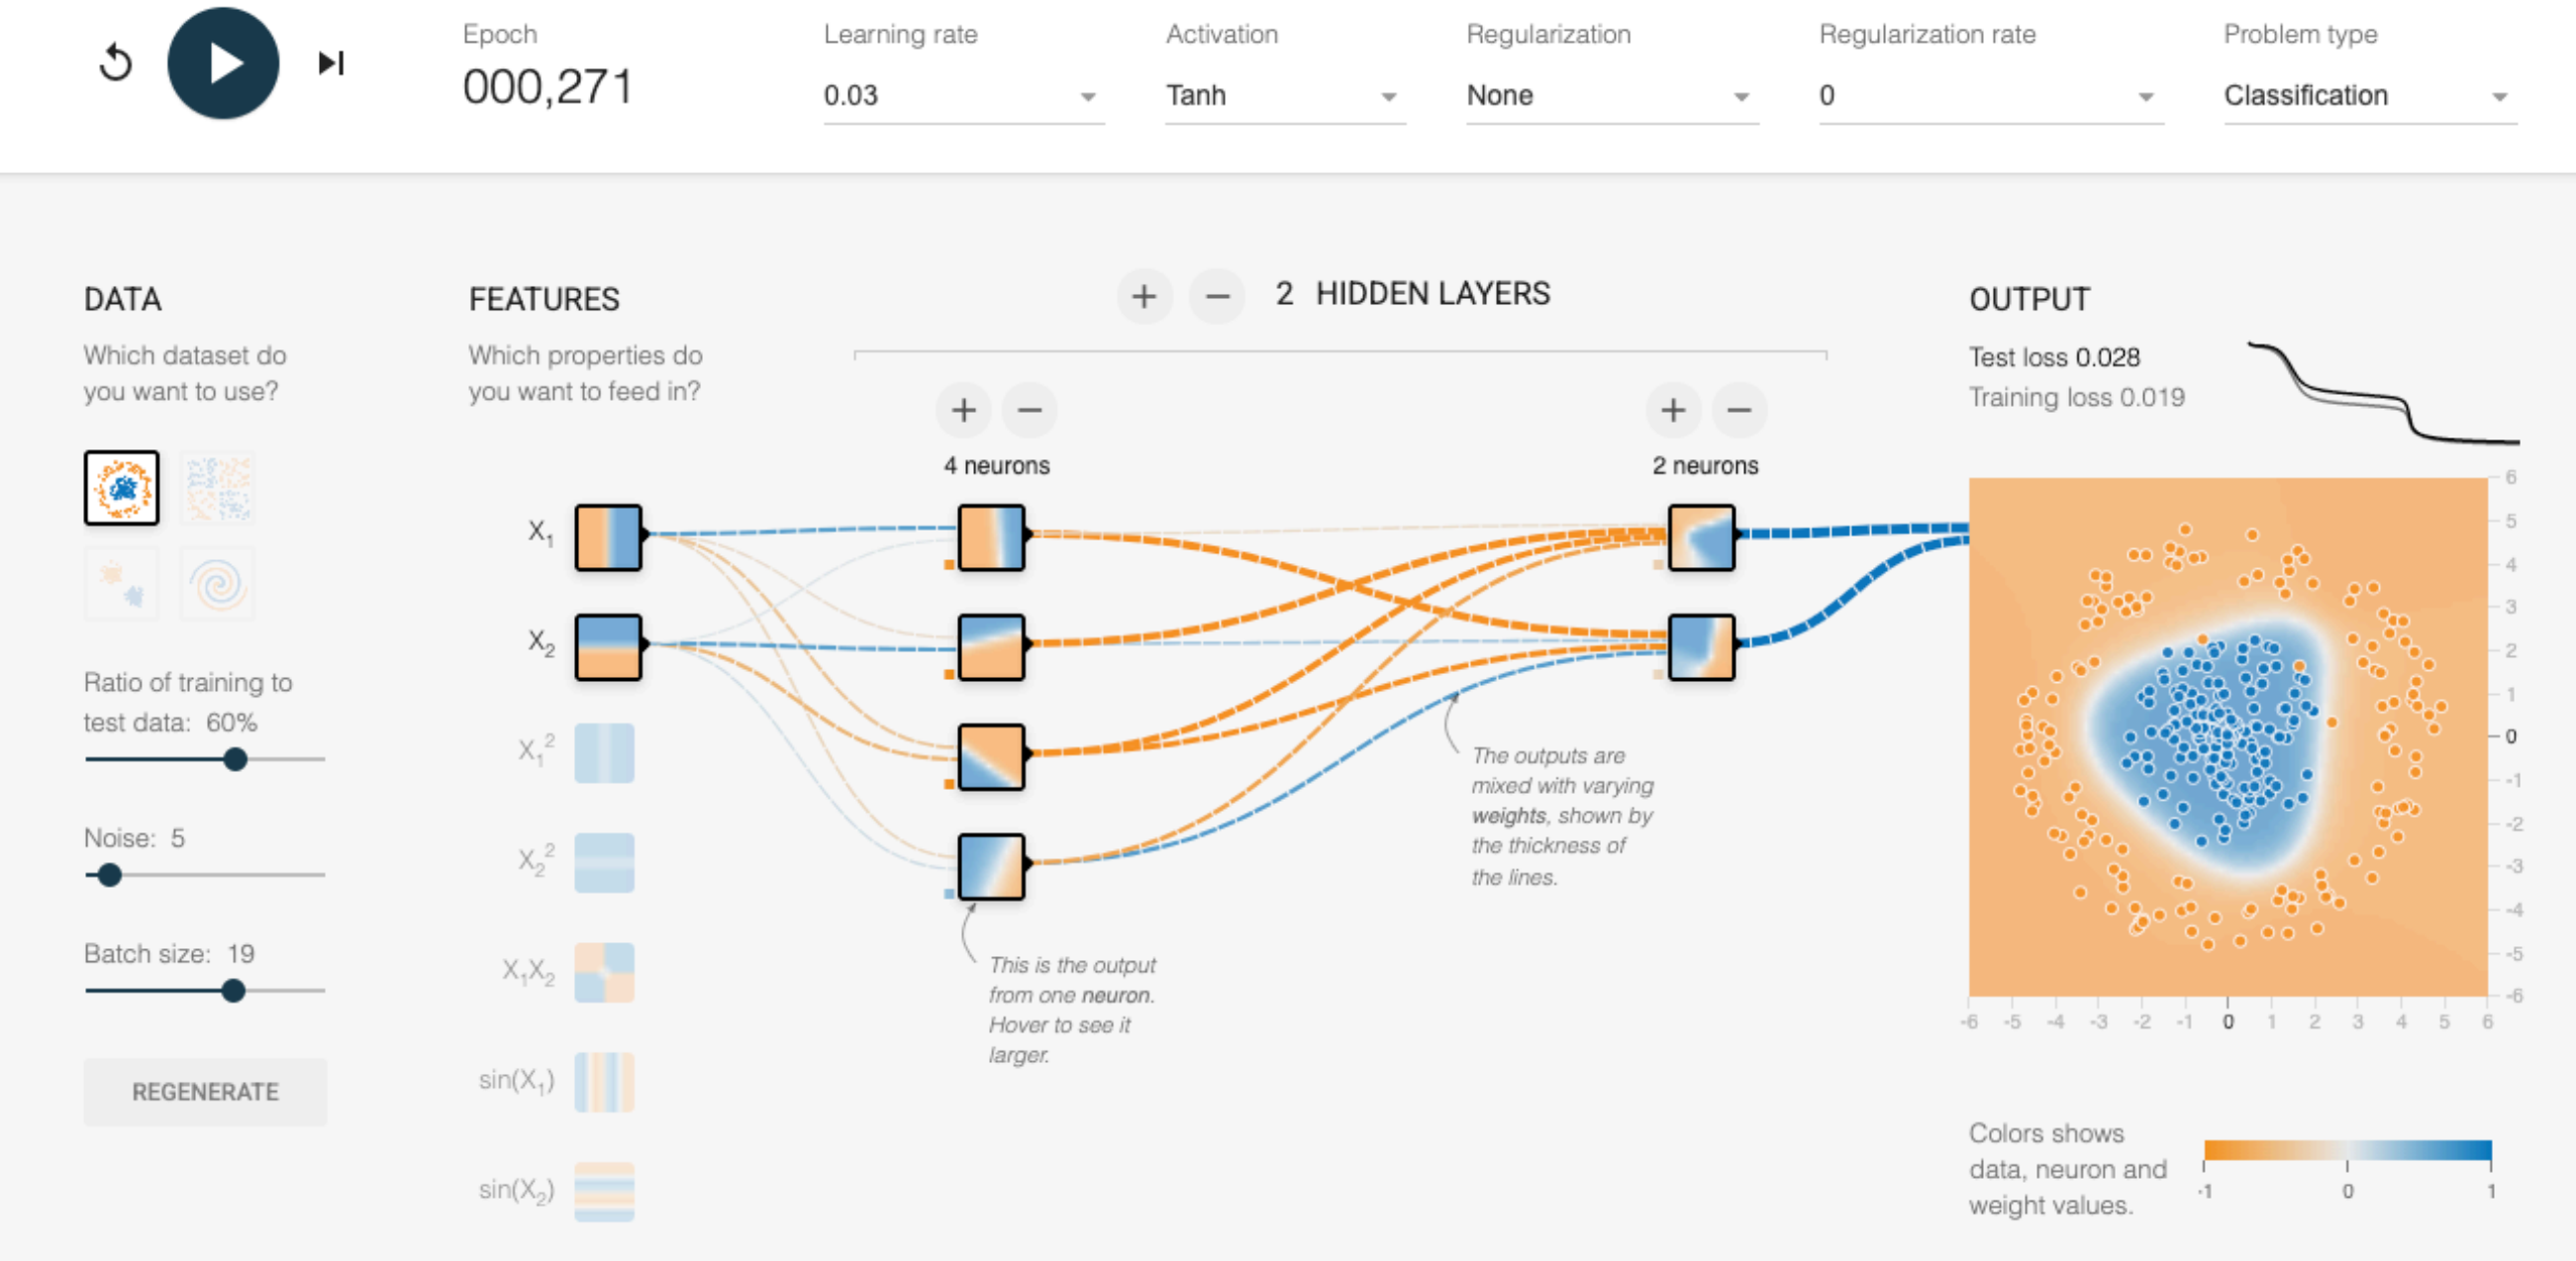 Epoch
000,271
Learning rate
0.03
Activation
Tanh
Regularization
None
Regularization rate
0
Problem type
Classification
DATA
Which dataset do
you want to use?
Ratio of training to
test data: 60%
Noise: 5
Batch size: 19
REGENERATE
FEATURES
Which properties do
you want to feed in?
X₁
X₂
X₁²
X₂²
X₁X₂
sin(X₁)
sin(X₂)
+ − 2 HIDDEN LAYERS
+ −
4 neurons
+ −
2 neurons
This is the output
from one neuron.
Hover to see it
larger.
The outputs are
mixed with varying
weights, shown by
the thickness of
the lines.
OUTPUT
Test loss 0.028
Training loss 0.019
6
5
4
3
2
1
0
-1
-2
-3
-4
-5
-6
-6 -5 -4 -3 -2 -1 0 1 2 3 4 5 6
Colors shows
data, neuron and
weight values.
-1 0 1